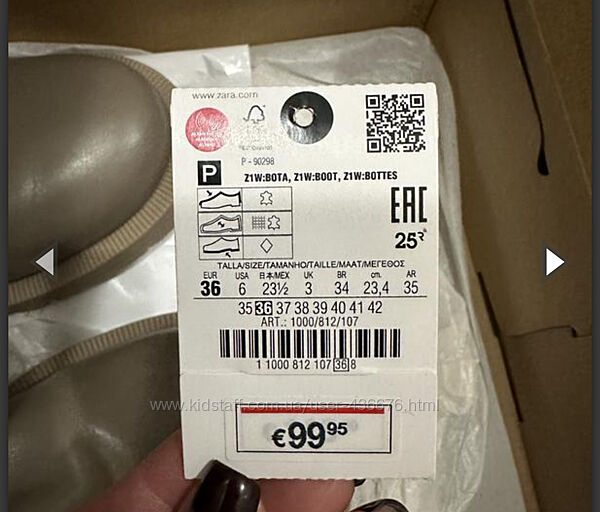 www.zara.com
P - 90298
P
Z1W:BOTA, Z1W:BOOT, Z1W:BOTTES
EAC
25
TALLA/SIZE/TAMANHO/TAILLE/MAAT/ΜΕΓΕΘΟΣ
EUR USA 日本/MEX UK BR cm. AR
36 6 23½ 3 34 23,4 35
35 36 37 38 39 40 41 42
ART.: 1000/812/107
1 1000 812 107 36 8
www.kidstaff.com.ua/user-436676.html
€99 95